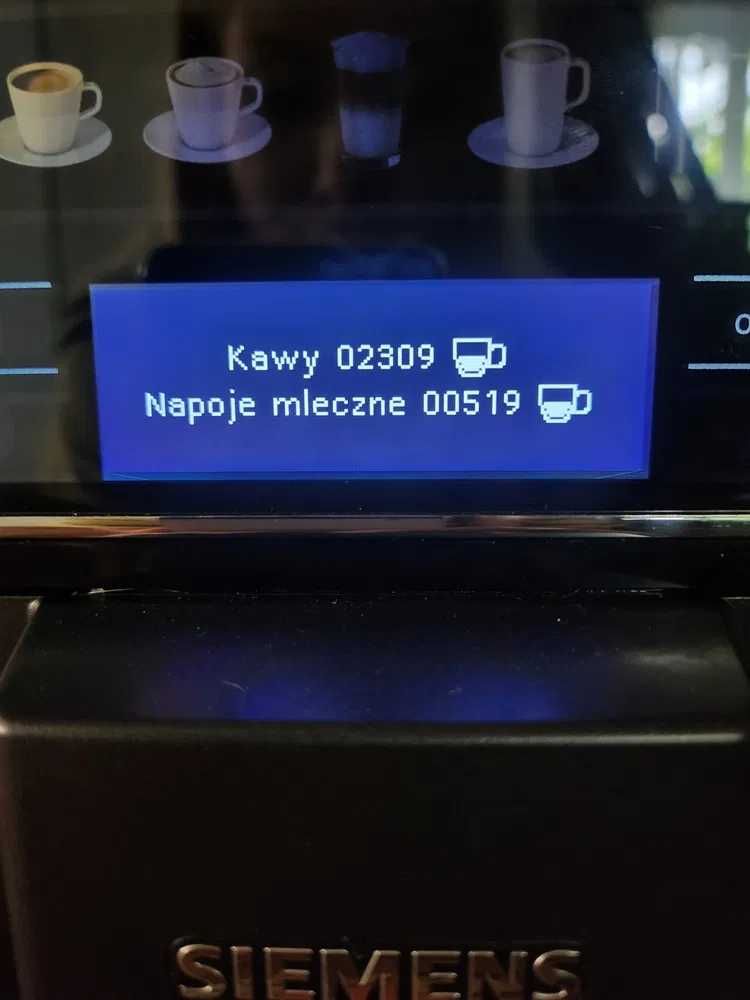 Kawy 02309
Napoje mleczne 00519
SIEMENS